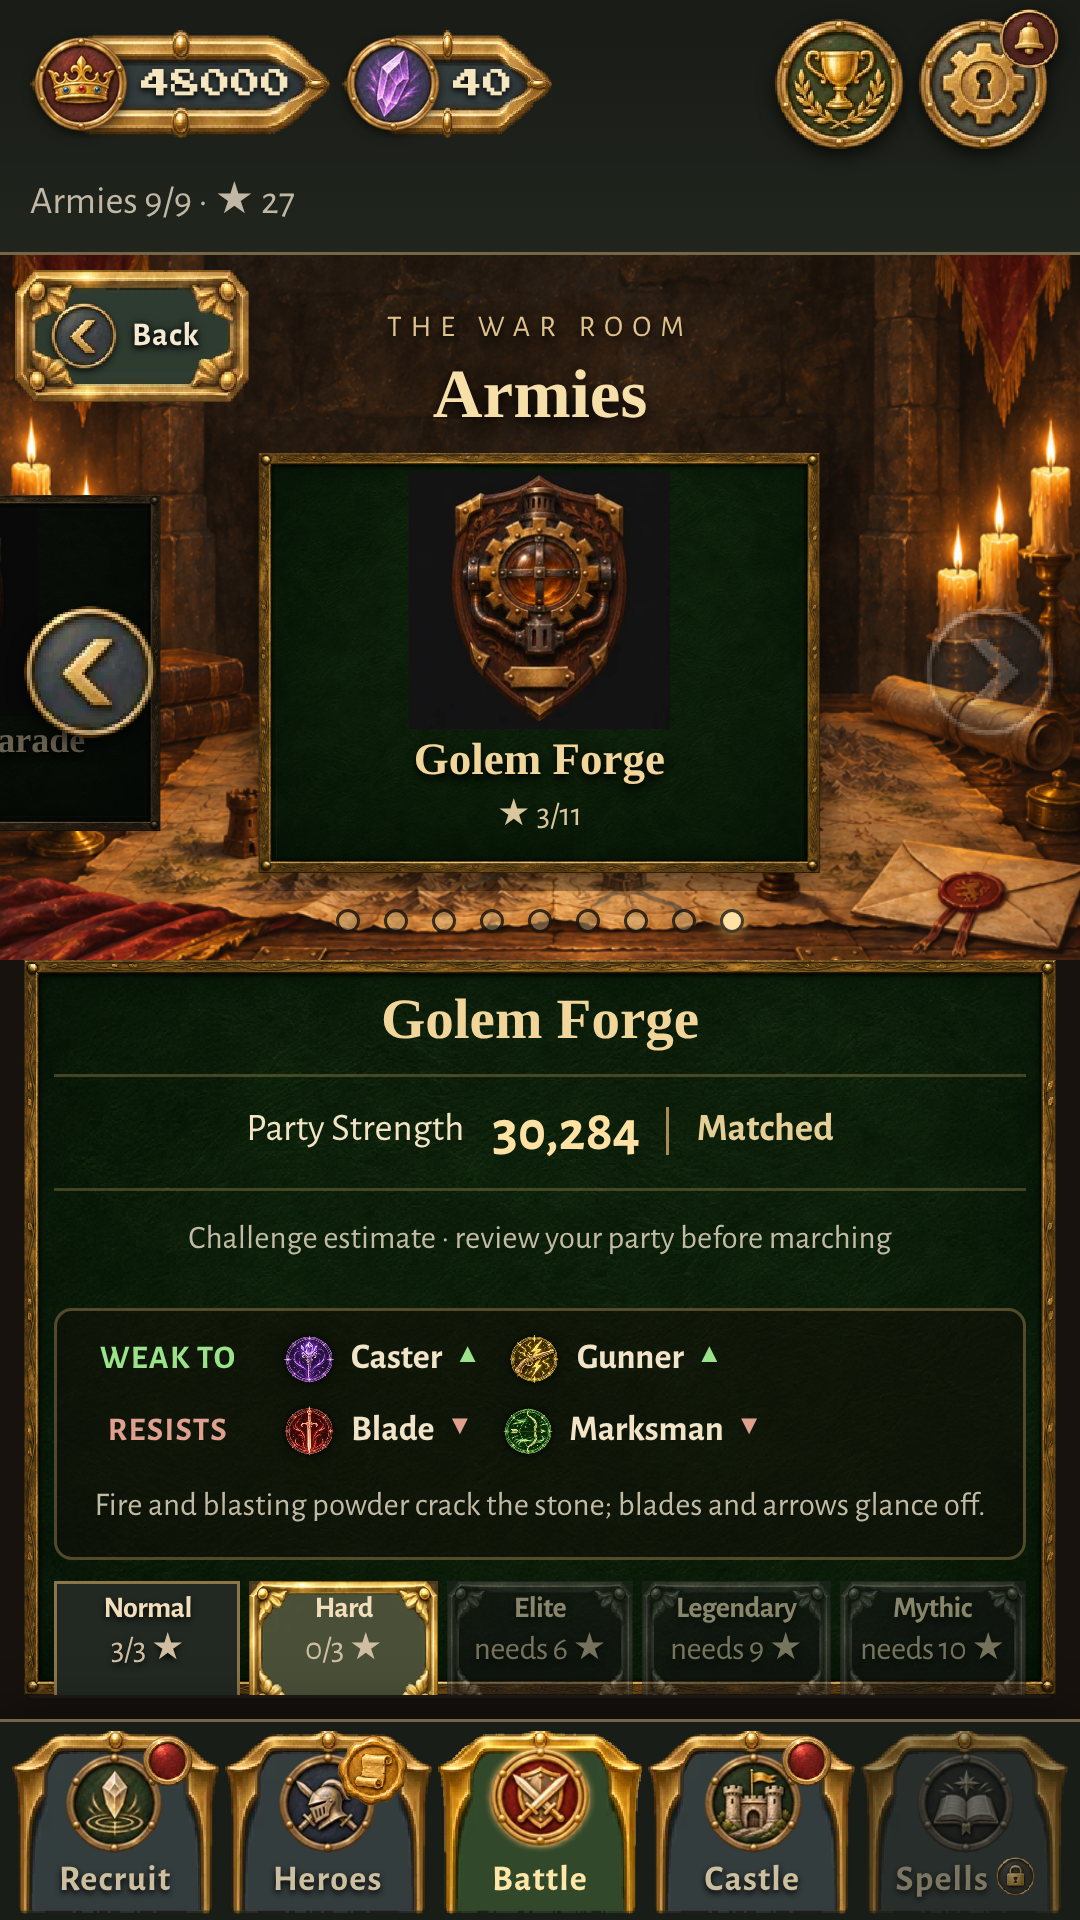 48000
40
Armies 9/9 · ★ 27
Back
THE WAR ROOM
Armies
arade
Golem Forge
★ 3/11
Golem Forge
Party Strength 30,284 | Matched
Challenge estimate · review your party before marching
WEAK TO Caster ▲ Gunner ▲
RESISTS Blade ▼ Marksman ▼
Fire and blasting powder crack the stone; blades and arrows glance off.
Normal Hard Elite Legendary Mythic
3/3 ★ 0/3 ★ needs 6 ★ needs 9 ★ needs 10 ★
Recruit Heroes Battle Castle Spells